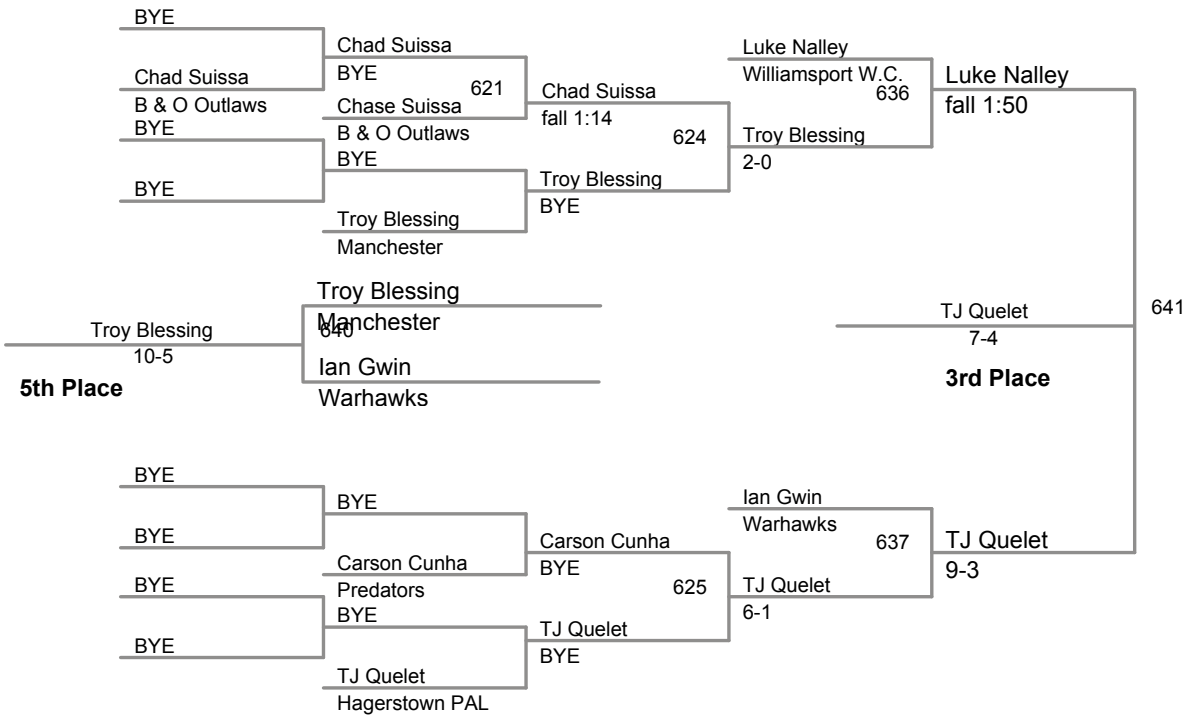 BYE
Chad Suissa
B & O Outlaws
BYE
BYE
Chad Suissa
BYE
621
Chase Suissa
B & O Outlaws
BYE
Troy Blessing
Manchester
Chad Suissa
fall 1:14
624
Troy Blessing
BYE
Luke Nalley
Williamsport W.C.
636
Troy Blessing
2-0
Luke Nalley
fall 1:50
Troy Blessing
10-5
5th Place
Troy Blessing
Manchester
640
Ian Gwin
Warhawks
TJ Quelet
7-4
3rd Place
641
BYE
BYE
BYE
BYE
BYE
Carson Cunha
Predators
BYE
TJ Quelet
Hagerstown PAL
Carson Cunha
BYE
625
TJ Quelet
BYE
Ian Gwin
Warhawks
637
TJ Quelet
6-1
TJ Quelet
9-3